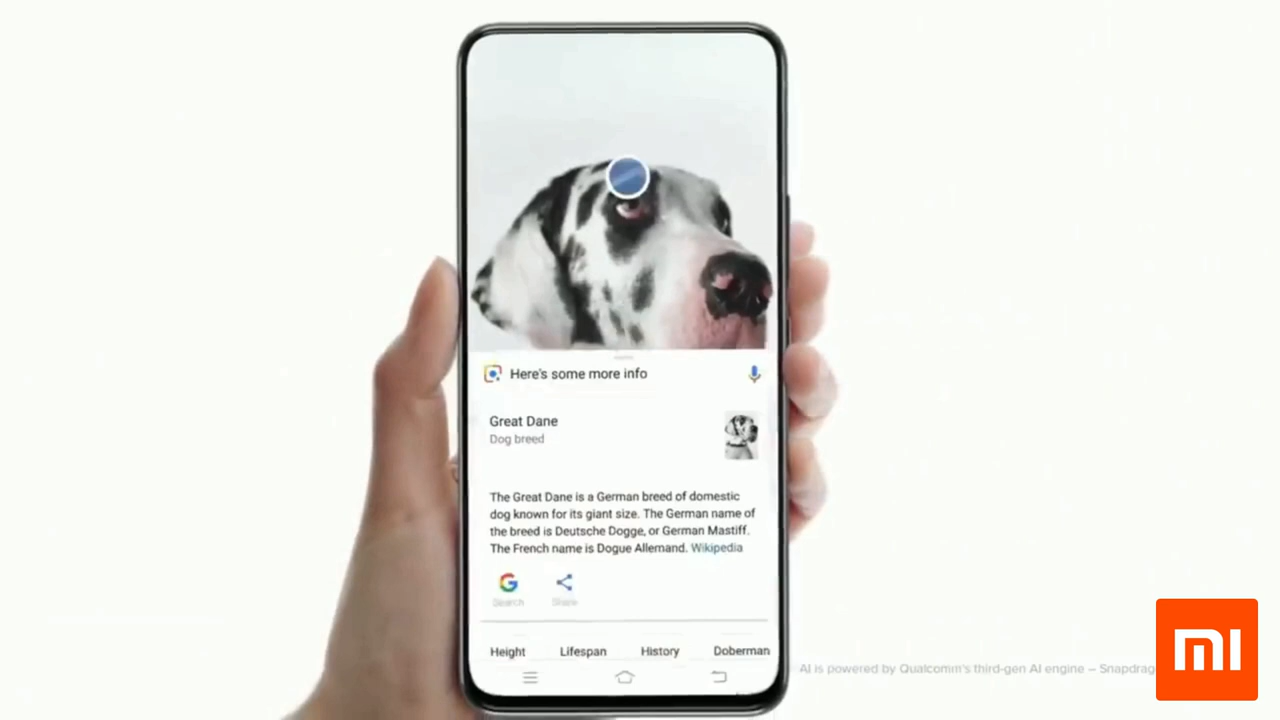 Here's some more info
Great Dane
Dog breed
The Great Dane is a German breed of domestic
dog known for its giant size. The German name of
the breed is Deutsche Dogge, or German Mastiff.
The French name is Dogue Allemand. Wikipedia
Search Share
Height Lifespan History Doberman
AI is powered by Qualcomm's third-gen AI engine – Snapdrag
mi